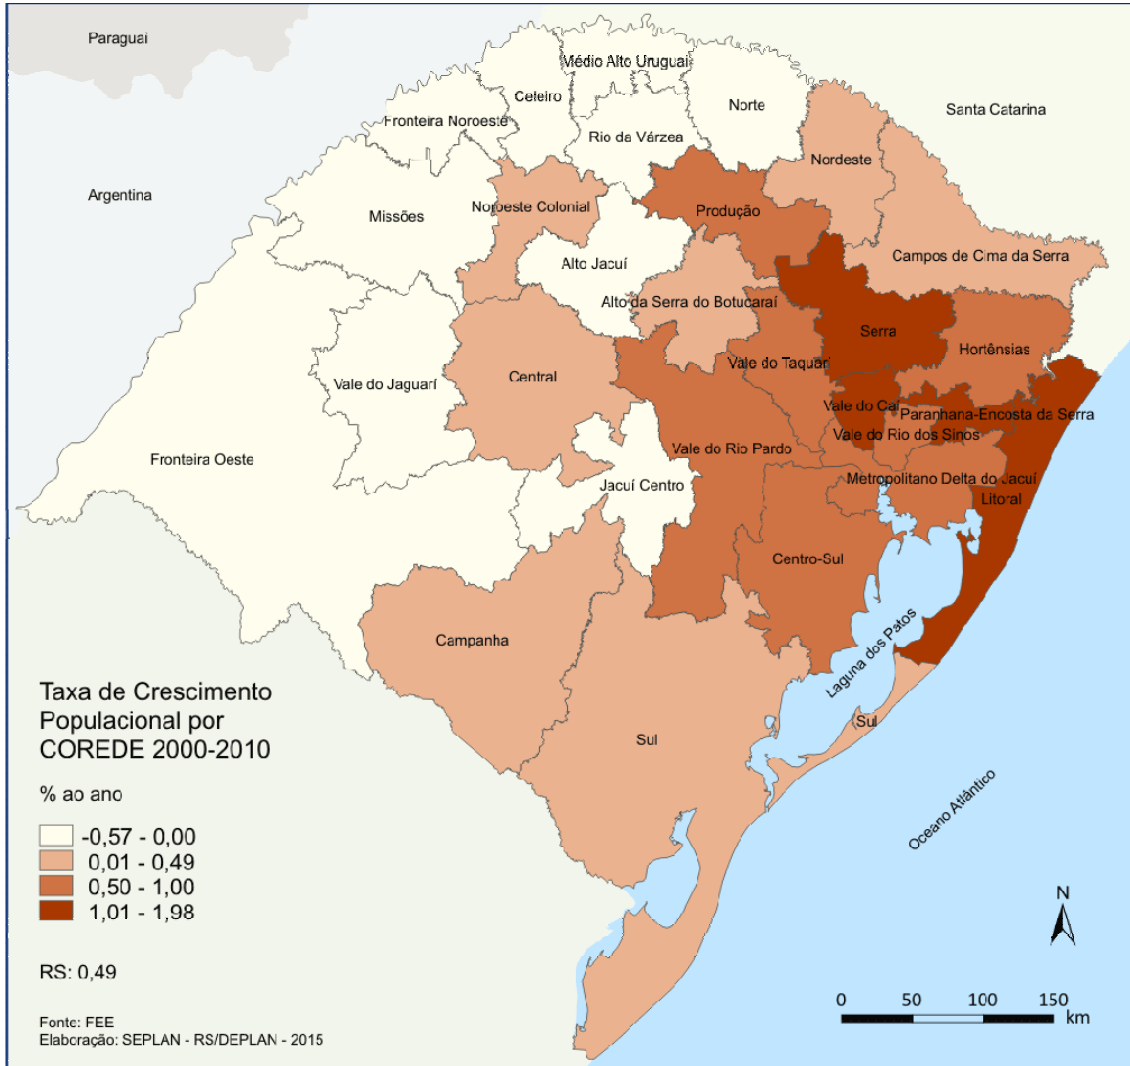 Paraguai
Médio Alto Uruguai
Celeiro
Norte
Santa Catarina
Fronteira Noroeste
Rio da Várzea
Nordeste
Argentina
Missões
Noroeste Colonial
Produção
Alto Jacuí
Campos de Cima da Serra
Alto da Serra do Botucaraí
Serra
Hortênsias
Vale do Taquari
Central
Vale do Jaguarí
Vale do Caí
Paranhana-Encosta da Serra
Vale do Rio dos Sinos
Vale do Rio Pardo
Fronteira Oeste
Metropolitano Delta do Jacuí
Jacuí Centro
Litoral
Centro-Sul
Campanha
Laguna dos Patos
Sul
Sul
Oceano Atlântico
Taxa de Crescimento
Populacional por
COREDE 2000-2010
% ao ano
-0,57 - 0,00
0,01 - 0,49
0,50 - 1,00
1,01 - 1,98
RS: 0,49
Fonte: FEE
Elaboração: SEPLAN - RS/DEPLAN - 2015
N
0 50 100 150
km